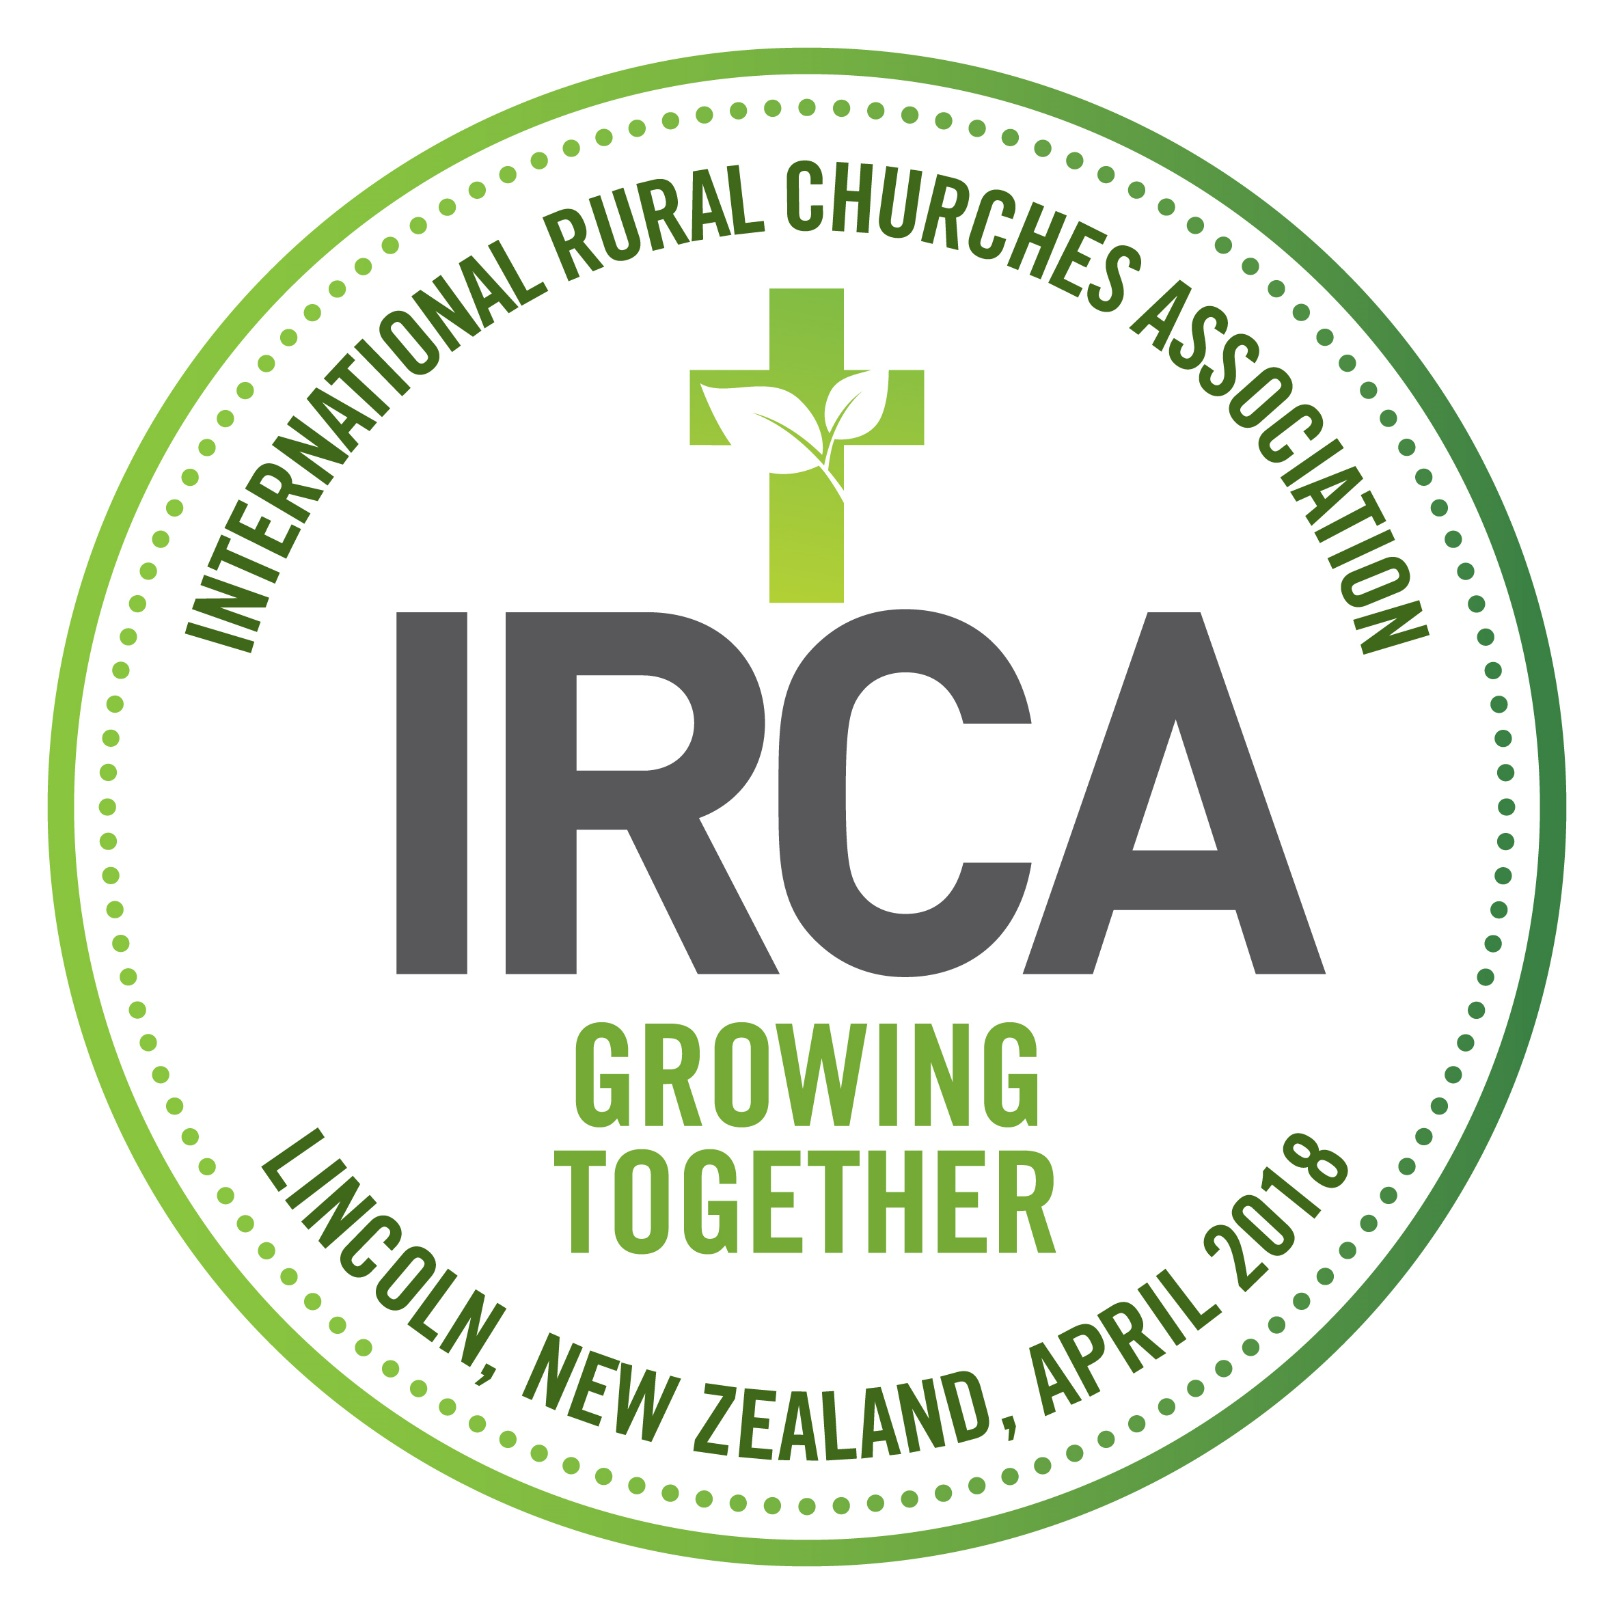 INTERNATIONAL RURAL CHURCHES ASSOCIATION
IRCA
GROWING
TOGETHER
LINCOLN, NEW ZEALAND, APRIL 2018